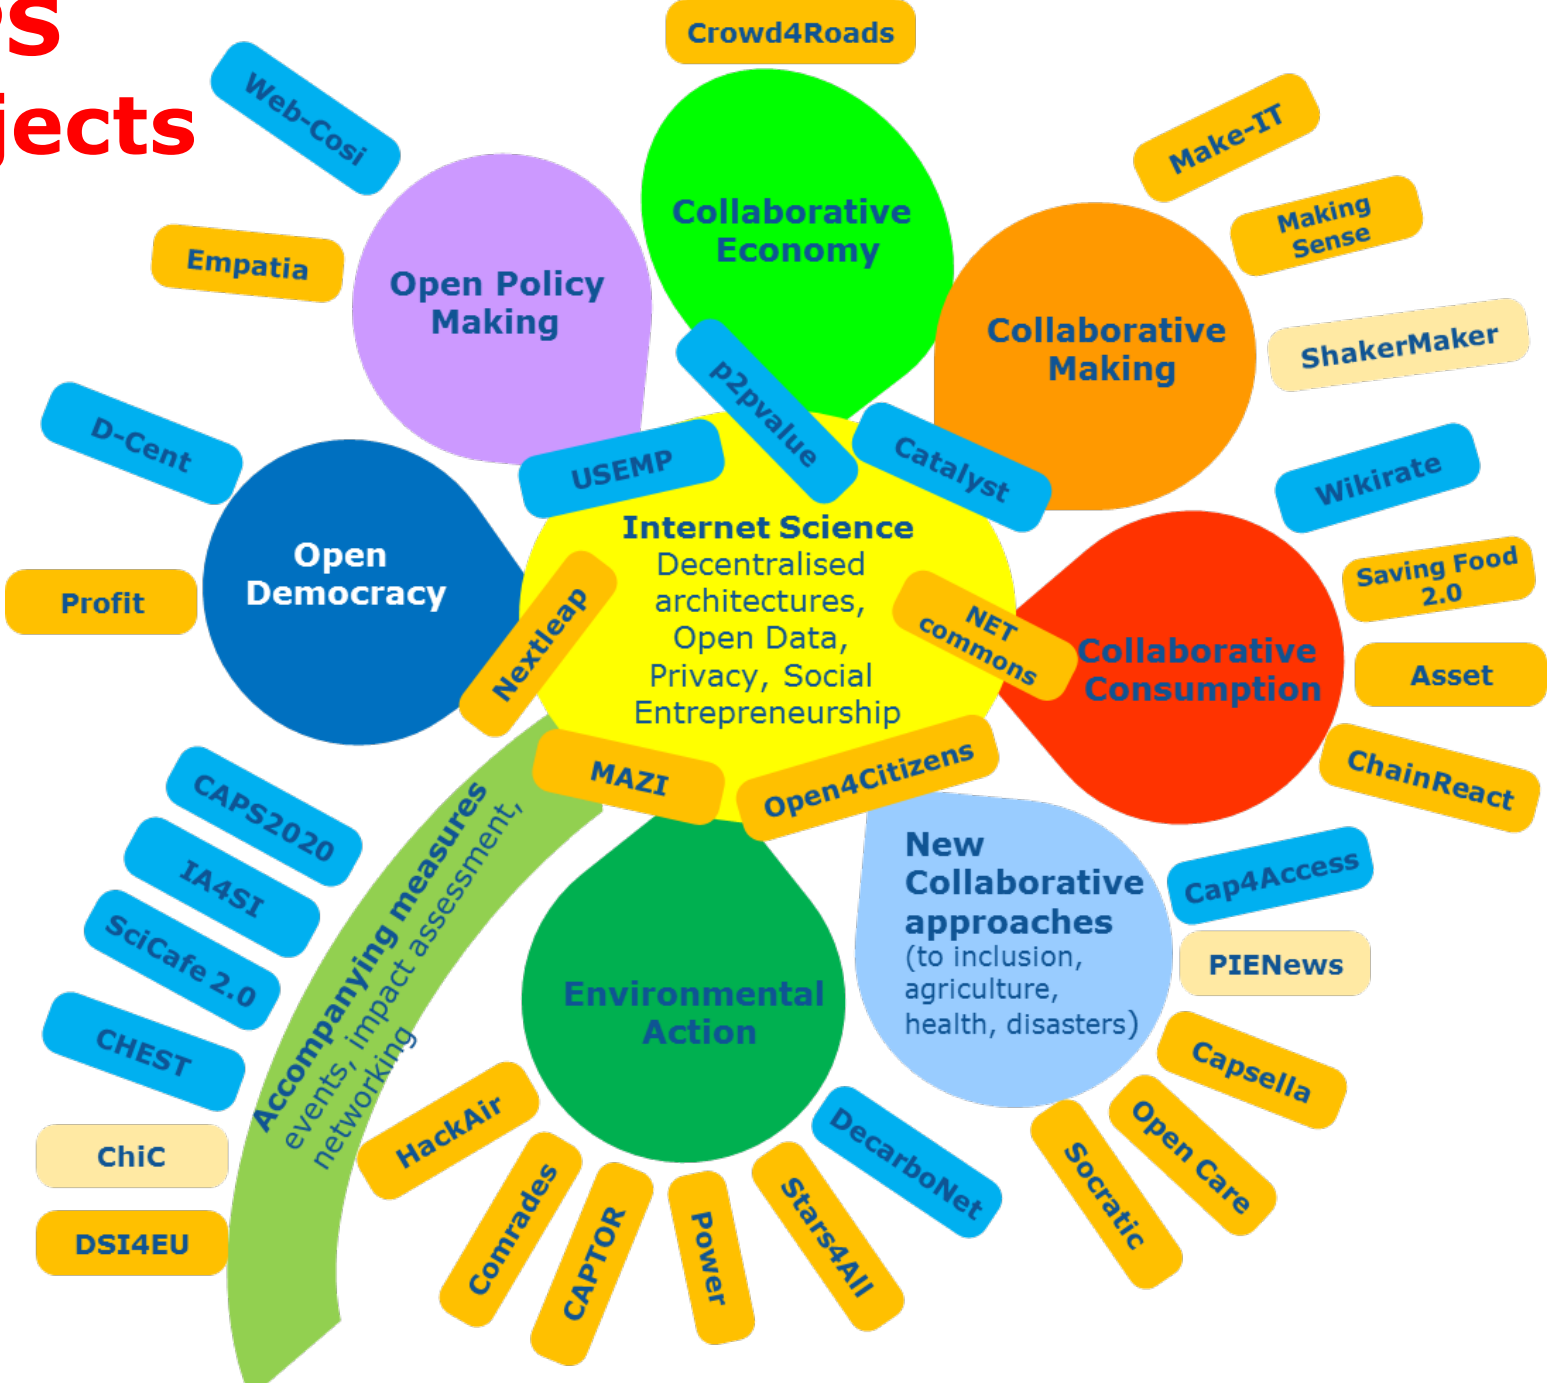 PS
jects
Crowd4Roads
Web-Cosi
Empatia
Open Policy
Making
Collaborative
Economy
Make-IT
Making
Sense
Collaborative
Making
ShakerMaker
D-Cent
USEMP
p2pvalue
Catalyst
Wikirate
Open
Democracy
Profit
Nextleap
Internet Science
Decentralised
architectures,
Open Data,
Privacy, Social
Entrepreneurship
NET
commons
Collaborative
Consumption
Saving Food
2.0
Asset
ChainReact
MAZI
Open4Citizens
CAPS2020
IA4SI
SciCafe 2.0
CHEST
ChiC
DSI4EU
Accompanying measures
events, impact assessment,
networking
Environmental
Action
New
Collaborative
approaches
(to inclusion,
agriculture,
health, disasters)
Cap4Access
PIENews
Capsella
Open Care
Socratic
DecarboNet
Stars4All
Power
CAPTOR
Comrades
HackAir